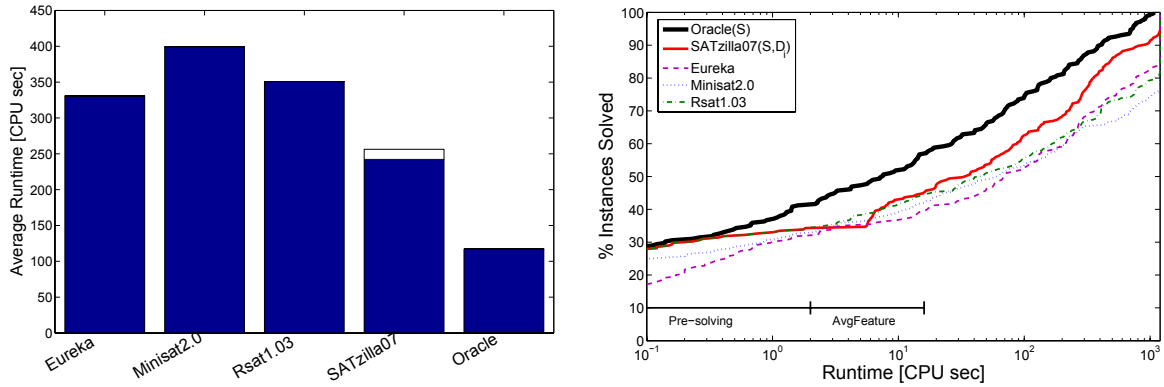 450
400
350
300
250
200
150
100
50
0
Average Runtime [CPU sec]
Eureka
Minisat2.0
Rsat1.03
SATzilla07
Oracle
100
90
80
70
60
50
40
30
20
10
0
% Instances Solved
Oracle(S)
SATzilla07(S,D_i)
Eureka
Minisat2.0
Rsat1.03
Pre-solving
AvgFeature
10^-1
10^0
10^1
10^2
10^3
Runtime [CPU sec]